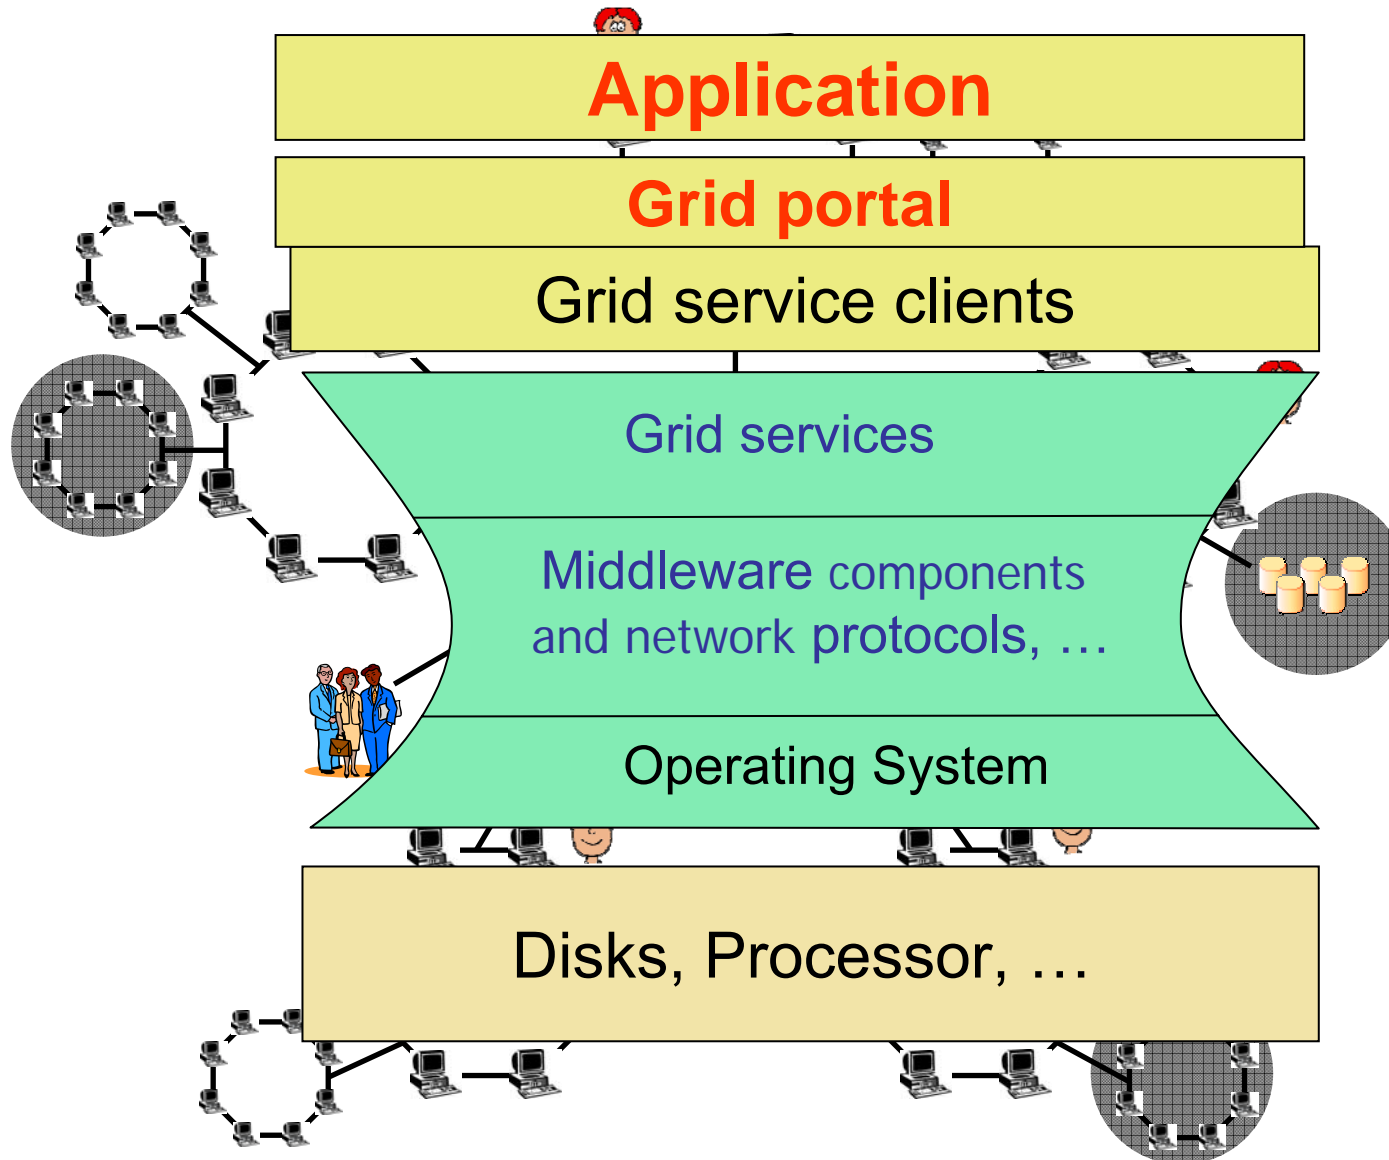 Application
Grid portal
Grid service clients
Grid services
Middleware components
and network protocols, …
Operating System
Disks, Processor, …